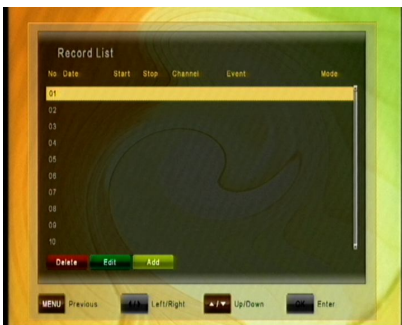 Record List
No. Date Start Stop Channel Event Mode
01
02
03
04
05
06
07
08
09
10
Delete Edit Add
MENU Previous ◄/► Left/Right ▲/▼ Up/Down OK Enter